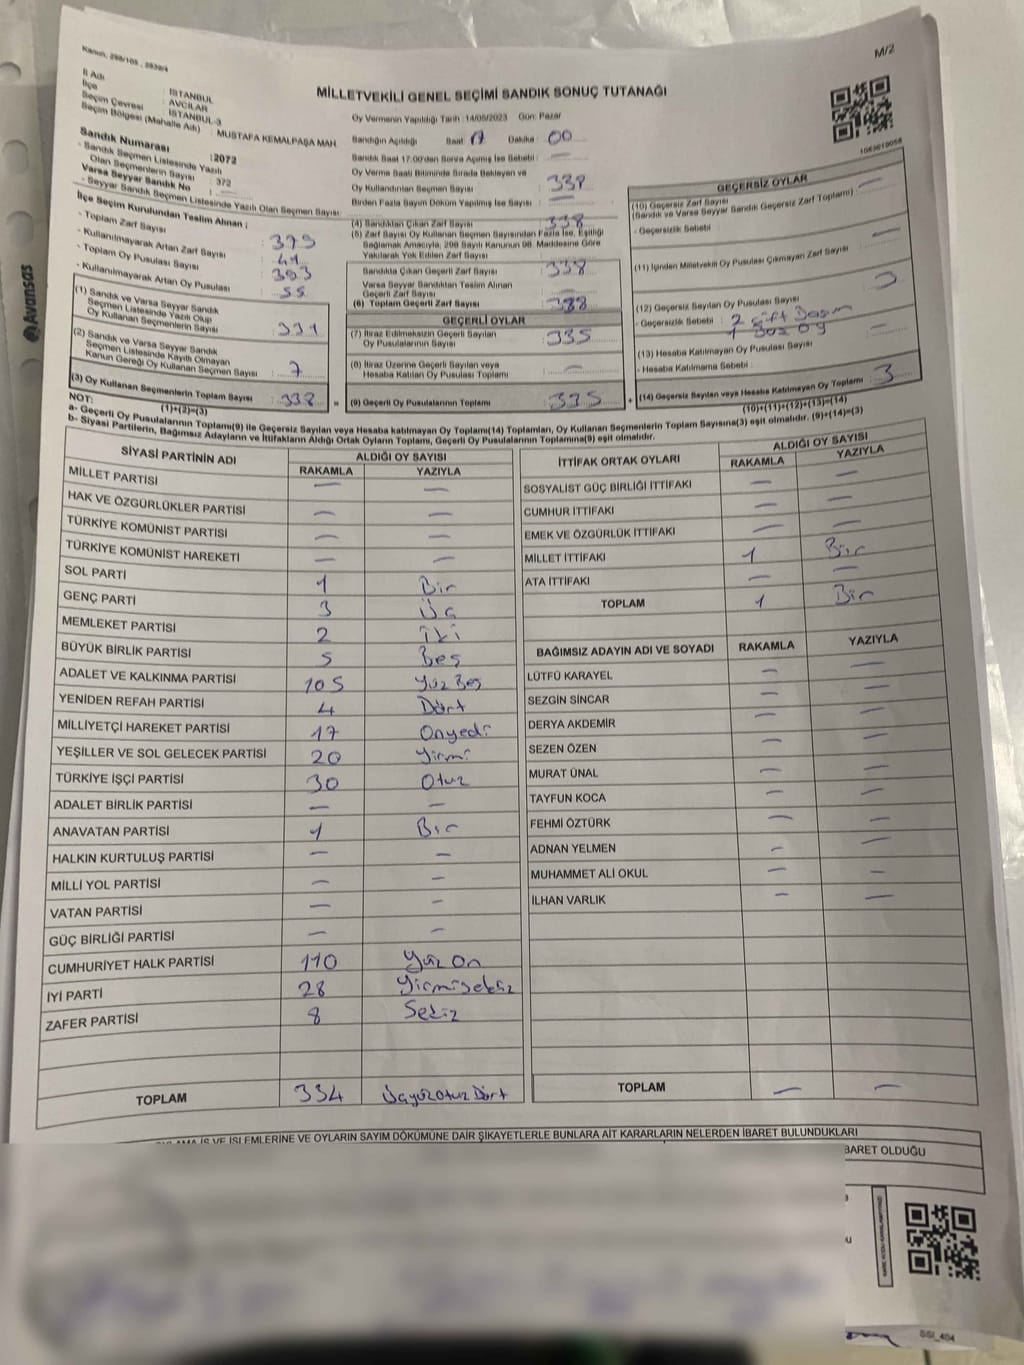 Kanun, 298/105, 2839/4
M/2
İl Adı : İSTANBUL
İlçe : AVCILAR
Seçim Çevresi : İSTANBUL-3
Seçim Bölgesi (Mahalle Adı) : MUSTAFA KEMALPAŞA MAH.
MİLLETVEKİLİ GENEL SEÇİMİ SANDIK SONUÇ TUTANAĞI
Oy Vermenin Yapıldığı Tarih : 14/05/2023 Gün: Pazar
Sandığın Açıldığı Saat : 17 Dakika : 00
Sandık Saat 17.00'dan Sonra Açımış İse Sebebi : —
Oy Verme Saati Bitiminde Sırada Bekleyen ve
Oy Kullandırılan Seçmen Sayısı : 338
Birden Fazla Sayım Döküm Yapılmış İse Sayısı : —
1063619058
Sandık Numarası : 2072
- Sandık Seçmen Listesinde Yazılı
Olan Seçmenlerin Sayısı : 372
Varsa Seyyar Sandık No : —
- Seyyar Sandık Seçmen Listesinde Yazılı Olan Seçmen Sayısı:
İlçe Seçim Kurulundan Teslim Alınan ;
- Toplam Zarf Sayısı : 379
- Kullanılmayarak Artan Zarf Sayısı : 41
- Toplam Oy Pusulası Sayısı : 393
- Kullanılmayarak Artan Oy Pusulası : 55
(1) Sandık ve Varsa Seyyar Sandık
Seçmen Listesinde Yazılı Olup
Oy Kullanan Seçmenlerin Sayısı : 331
(2) Sandık ve Varsa Seyyar Sandık
Seçmen Listesinde Kayıtlı Olmayan
Kanun Gereği Oy Kullanan Seçmen Sayısı : 7
(3) Oy Kullanan Seçmenlerin Toplam Sayısı : 338
(1)+(2)=(3)
(4) Sandıktan Çıkan Zarf Sayısı : 338
(5) Zarf Sayısı Oy Kullanan Seçmen Sayısından Fazla İse, Eşitliği
Sağlamak Amacıyla, 298 Sayılı Kanunun 98. Maddesine Göre
Yakılarak Yok Edilen Zarf Sayısı :
Sandıkta Çıkan Geçerli Zarf Sayısı : 338
Varsa Seyyar Sandıktan Teslim Alınan
Geçerli Zarf Sayısı :
(6) Toplam Geçerli Zarf Sayısı : 338
GEÇERLİ OYLAR
(7) İtiraz Edilmeksizin Geçerli Sayılan
Oy Pusulalarının Sayısı : 335
(8) İtiraz Üzerine Geçerli Sayılan veya
Hesaba Katılan Oy Pusulası Toplamı : —
= (9) Geçerli Oy Pusulalarının Toplamı : 335 +
GEÇERSİZ OYLAR
(10) Geçersiz Zarf Sayısı : —
(Sandık ve Varsa Seyyar Sandık Geçersiz Zarf Toplamı)
- Geçersizlik Sebebi :
(11) İçinden Milletvekili Oy Pusulası Çıkmayan Zarf Sayısı : —
(12) Geçersiz Sayılan Oy Pusulası Sayısı : 3
- Geçersizlik Sebebi : 2 çift Basım
1 Boş Oy
(13) Hesaba Katılmayan Oy Pusulası Sayısı : —
- Hesaba Katılmama Sebebi :
(14) Geçersiz Sayılan veya Hesaba Katılmayan Oy Toplamı : 3
(10)+(11)+(12)+(13)=(14)
NOT:
a- Geçerli Oy Pusulalarının Toplamı(9) ile Geçersiz Sayılan veya hesaba katılmayan Oy Pusulası Toplamı(14) Toplamları, Oy Kullanan Seçmenlerin Toplam Sayısına(3) eşit olmalıdır. (9)+(14)=(3)
b- Siyasi Partilerin, Bağımsız Adayların ve İttifakların Aldığı Ortak Oyların Toplamı, Geçerli Oy Pusulalarının Toplamına(9) eşit olmalıdır.
SİYASİ PARTİNİN ADI ALDIĞI OY SAYISI
RAKAMLA YAZIYLA
MİLLET PARTİSİ — —
HAK VE ÖZGÜRLÜKLER PARTİSİ — —
TÜRKİYE KOMÜNİST PARTİSİ — —
TÜRKİYE KOMÜNİST HAREKETİ — —
SOL PARTİ 1 Bir
GENÇ PARTİ 3 Üç
MEMLEKET PARTİSİ 2 İki
BÜYÜK BİRLİK PARTİSİ 5 Beş
ADALET VE KALKINMA PARTİSİ 105 Yüz Beş
YENİDEN REFAH PARTİSİ 4 Dört
MİLLİYETÇİ HAREKET PARTİSİ 17 Onyedi
YEŞİLLER VE SOL GELECEK PARTİSİ 20 Yirmi
TÜRKİYE İŞÇİ PARTİSİ 30 Otuz
ADALET BİRLİK PARTİSİ — —
ANAVATAN PARTİSİ 1 Bir
HALKIN KURTULUŞ PARTİSİ — —
MİLLİ YOL PARTİSİ — —
VATAN PARTİSİ — —
GÜÇ BİRLİĞİ PARTİSİ — —
CUMHURİYET HALK PARTİSİ 110 Yüz On
İYİ PARTİ 28 Yirmisekiz
ZAFER PARTİSİ 8 Sekiz
TOPLAM 334 Üçyüzotuz Dört
İTTİFAK ORTAK OYLARI ALDIĞI OY SAYISI
RAKAMLA YAZIYLA
SOSYALİST GÜÇ BİRLİĞİ İTTİFAKI — —
CUMHUR İTTİFAKI — —
EMEK VE ÖZGÜRLÜK İTTİFAKI — —
MİLLET İTTİFAKI 1 Bir
ATA İTTİFAKI — —
TOPLAM 1 Bir
BAĞIMSIZ ADAYIN ADI VE SOYADI RAKAMLA YAZIYLA
LÜTFÜ KARAYEL — —
SEZGİN SİNCAR — —
DERYA AKDEMİR — —
SEZEN ÖZEN — —
MURAT ÜNAL — —
TAYFUN KOCA — —
FEHMİ ÖZTÜRK — —
ADNAN YELMEN — —
MUHAMMET ALİ OKUL — —
İLHAN VARLIK — —
TOPLAM — —
İŞ VE İŞLEMLERİNE VE OYLARIN SAYIM DÖKÜMÜNE DAİR ŞİKAYETLERLE BUNLARA AİT KARARLARIN NELERDEN İBARET BULUNDUKLARI
BARET OLDUĞU
SSI_404
Avansas